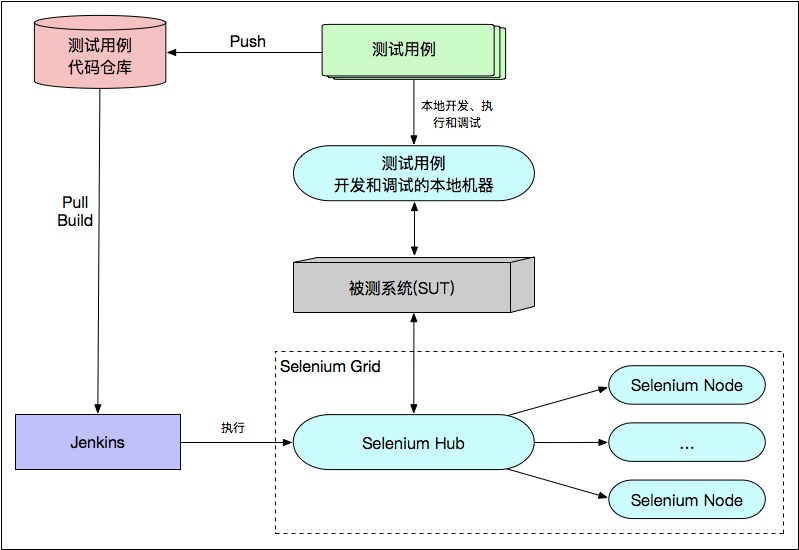 测试用例
代码仓库
Push
测试用例
本地开发、执
行和调试
测试用例
开发和调试的本地机器
Pull
Build
被测系统(SUT)
Selenium Grid
Selenium Node
Jenkins
执行
Selenium Hub
...
Selenium Node